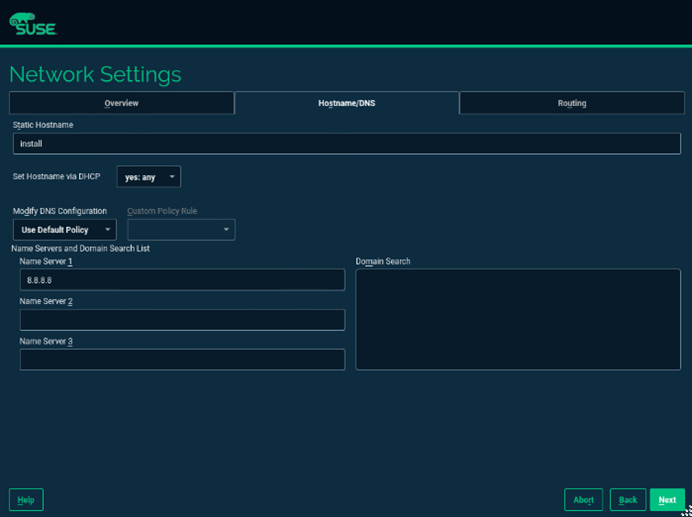 SUSE
Network Settings
Overview
Hostname/DNS
Routing
Static Hostname
install
Set Hostname via DHCP
yes: any
Modify DNS Configuration
Custom Policy Rule
Use Default Policy
Name Servers and Domain Search List
Name Server 1
Domain Search
8.8.8.8
Name Server 2
Name Server 3
Help
Abort
Back
Next